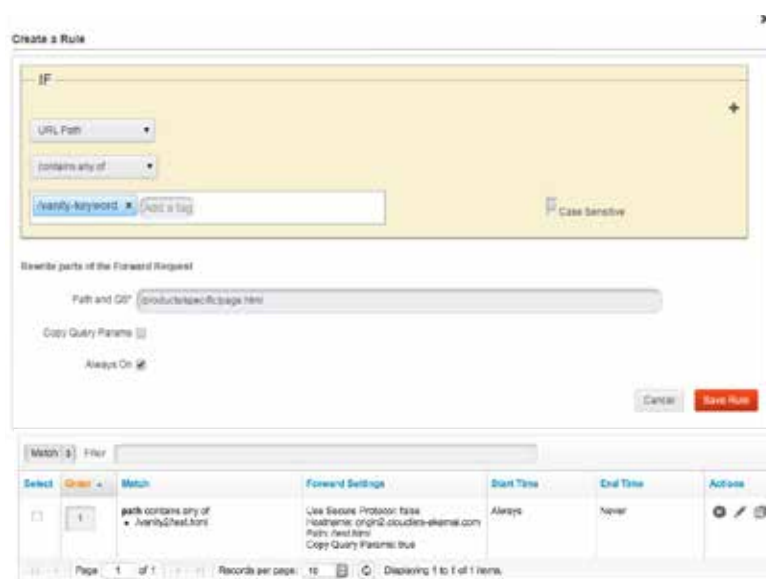 Create a Rule
IF
+
URL Path
contains any of
/vanity-keyword x Add a tag
Case Sensitive
Rewrite parts of the Forward Request
Path and QS* /products/specific/page.html
Copy Query Params
Always On
Cancel Save Rule
Match Filter
Select Order Match Forward Settings Start Time End Time Actions
1 path contains any of Use Secure Protocol: false Always Never
• /vanity2/test.html Hostname: origin2.cloudles-akamai.com
Path: /test.html
Copy Query Params: true
Page 1 of 1 Records per page: 10 Displaying 1 to 1 of 1 items.